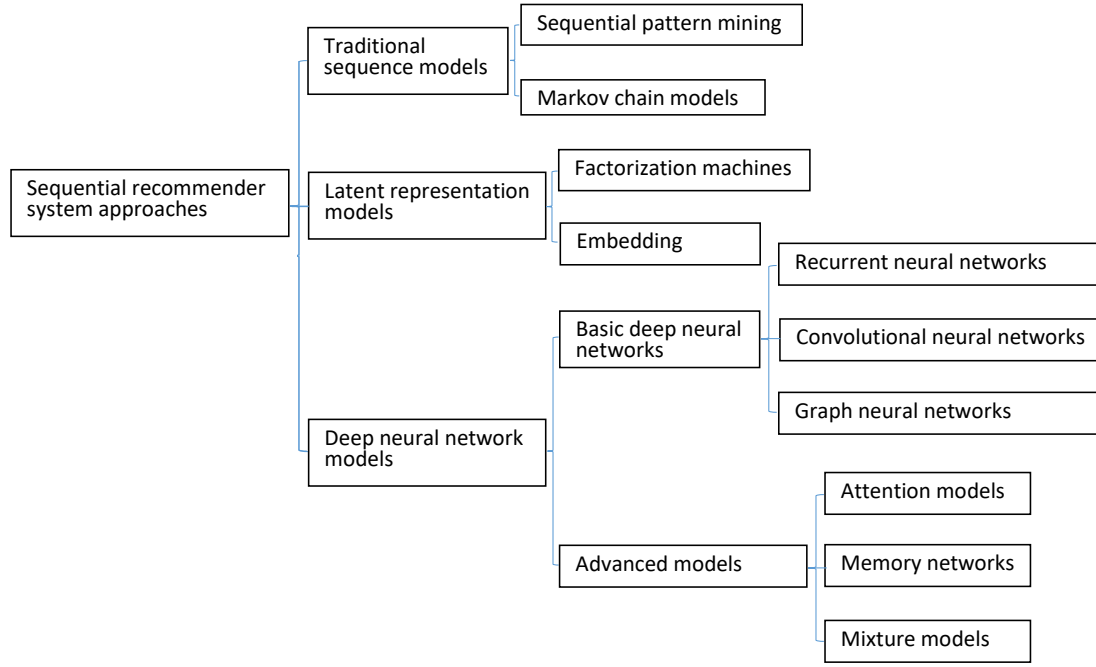 Sequential recommender
system approaches
Traditional
sequence models
Sequential pattern mining
Markov chain models
Latent representation
models
Factorization machines
Embedding
Deep neural network
models
Basic deep neural
networks
Recurrent neural networks
Convolutional neural networks
Graph neural networks
Advanced models
Attention models
Memory networks
Mixture models